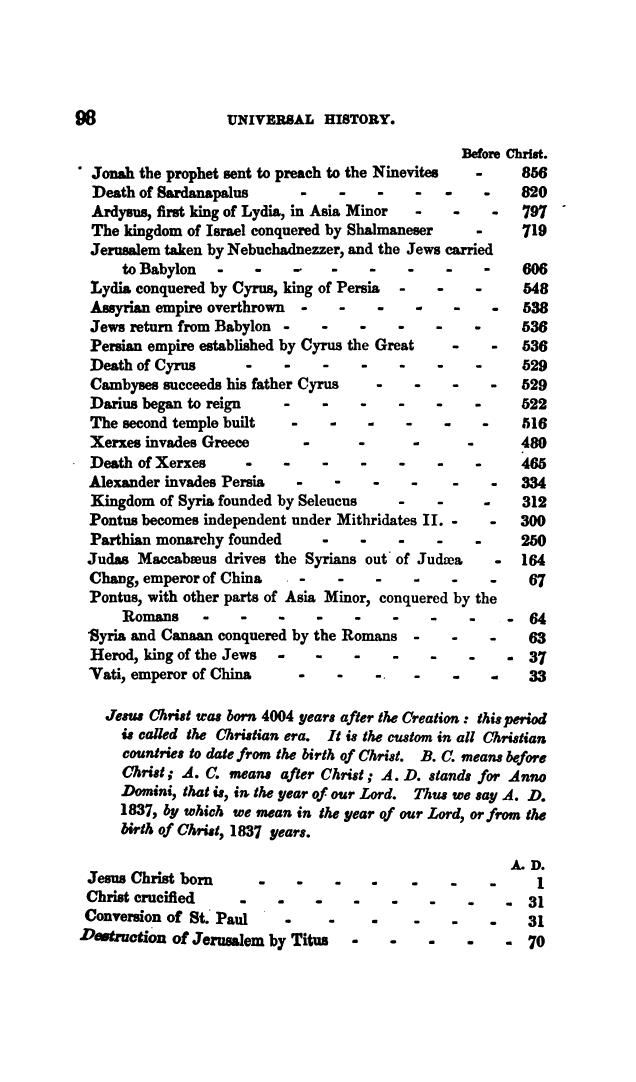 98 UNIVERSAL HISTORY.
Before Christ.
Jonah the prophet sent to preach to the Ninevites - 856
Death of Sardanapalus - - - - - - 820
Ardysus, first king of Lydia, in Asia Minor - - - 797
The kingdom of Israel conquered by Shalmaneser - 719
Jerusalem taken by Nebuchadnezzer, and the Jews carried
to Babylon - - - - - - - - 606
Lydia conquered by Cyrus, king of Persia - - - 548
Assyrian empire overthrown - - - - - - 538
Jews return from Babylon - - - - - - 536
Persian empire established by Cyrus the Great - - 536
Death of Cyrus - - - - - - - 529
Cambyses succeeds his father Cyrus - - - - 529
Darius began to reign - - - - - - 522
The second temple built - - - - - - 516
Xerxes invades Greece - - - - - 480
Death of Xerxes - - - - - - - 465
Alexander invades Persia - - - - - - 334
Kingdom of Syria founded by Seleucus - - - 312
Pontus becomes independent under Mithridates II. - - 300
Parthian monarchy founded - - - - - 250
Judas Maccabæus drives the Syrians out of Judæa - 164
Chang, emperor of China - - - - - - 67
Pontus, with other parts of Asia Minor, conquered by the
Romans - - - - - - - - - 64
Syria and Canaan conquered by the Romans - - - 63
Herod, king of the Jews - - - - - - - 37
Vati, emperor of China - - - - - - 33
Jesus Christ was born 4004 years after the Creation : this period
is called the Christian era. It is the custom in all Christian
countries to date from the birth of Christ. B. C. means before
Christ ; A. C. means after Christ ; A. D. stands for Anno
Domini, that is, in the year of our Lord. Thus we say A. D.
1837, by which we mean in the year of our Lord, or from the
birth of Christ, 1837 years.
A. D.
Jesus Christ born - - - - - - - 1
Christ crucified - - - - - - - - 31
Conversion of St. Paul - - - - - - 31
Destruction of Jerusalem by Titus - - - - - 70